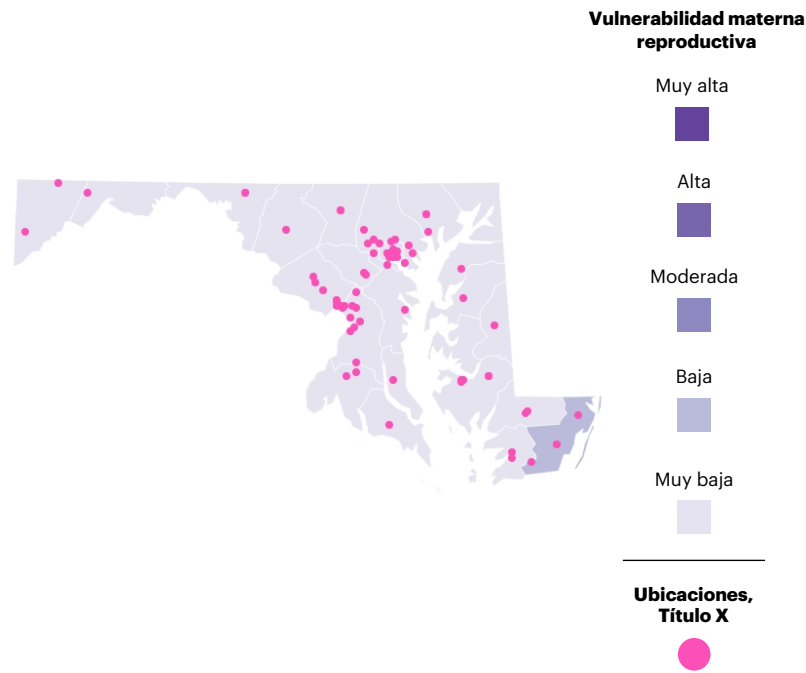 Vulnerabilidad materna
reproductiva
Muy alta
Alta
Moderada
Baja
Muy baja
Ubicaciones,
Título X